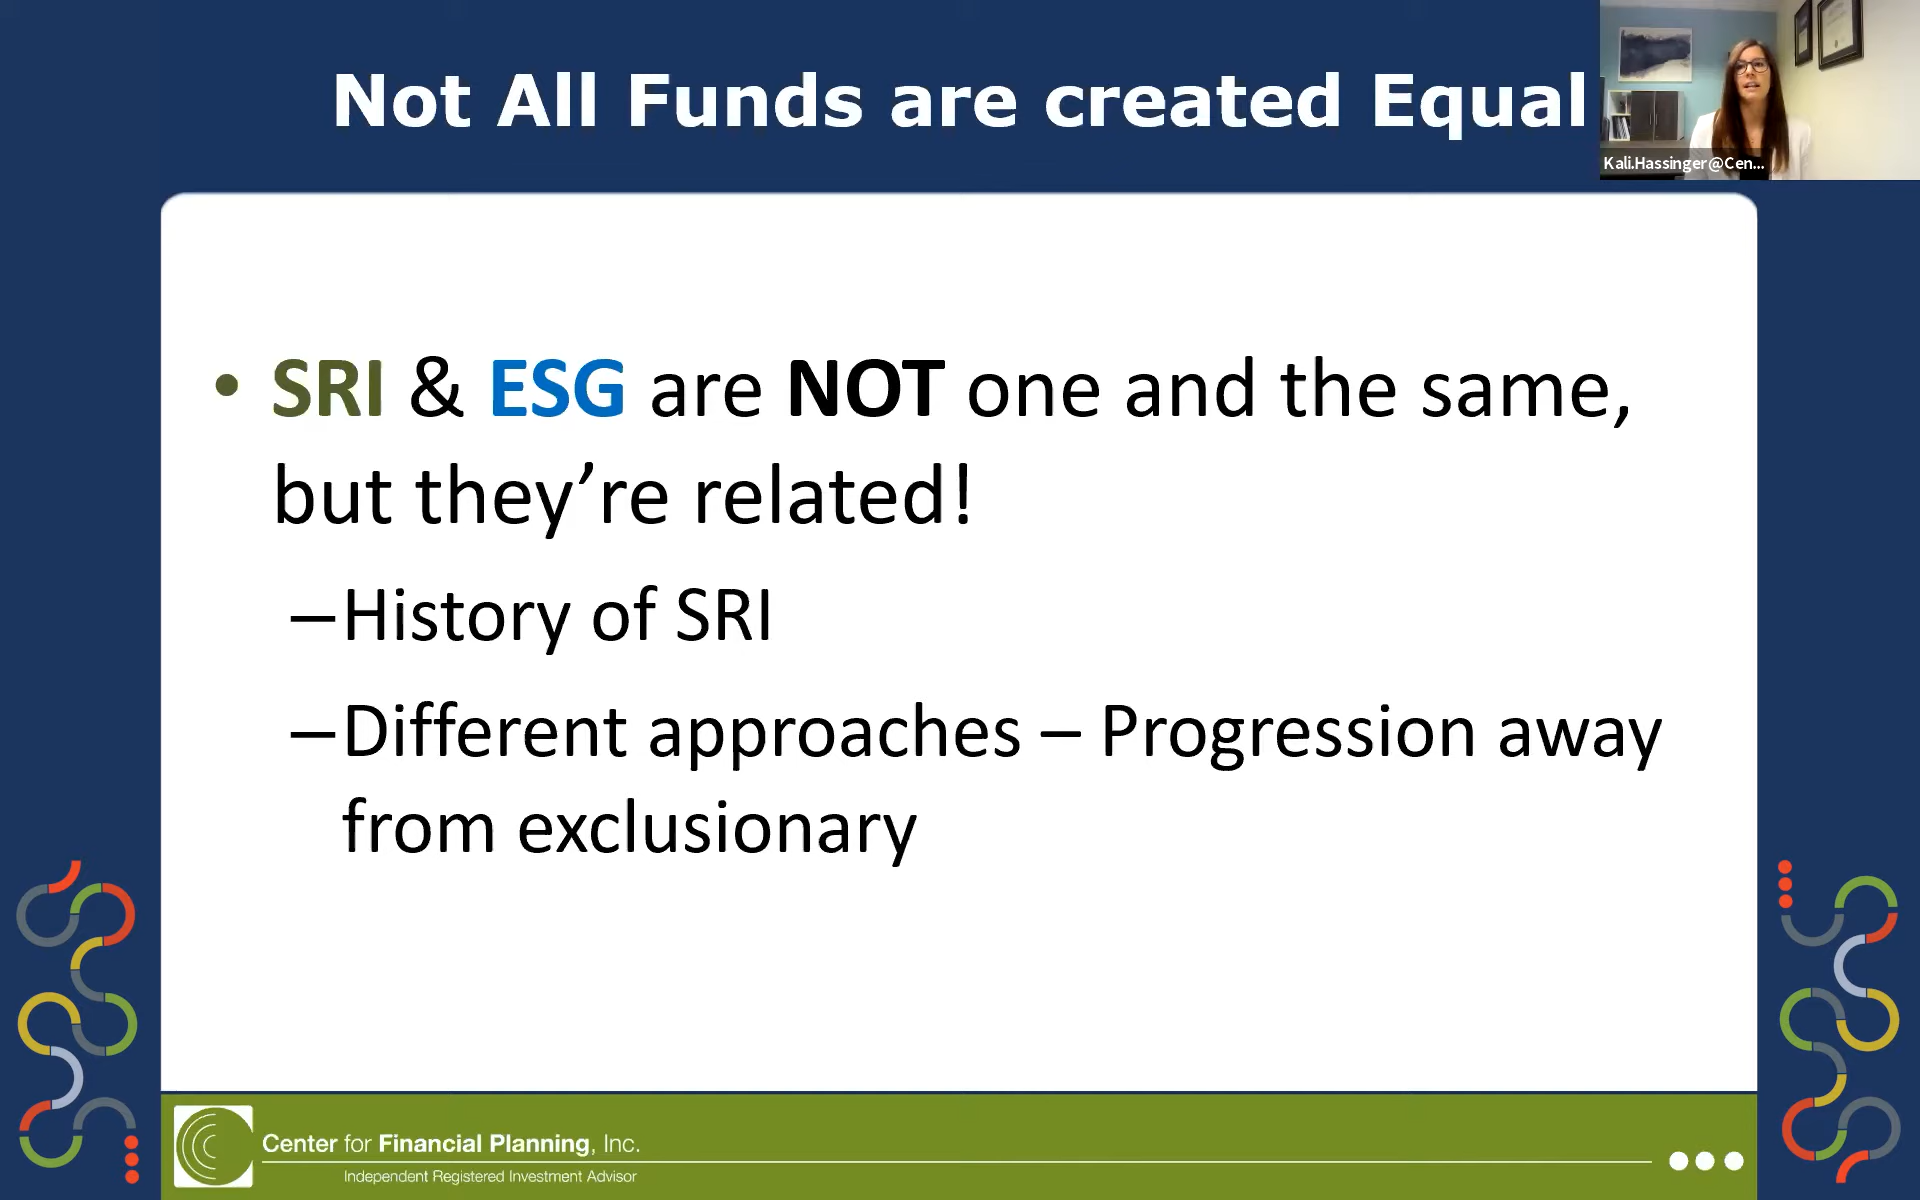 Not All Funds are created Equal
Kali.Hassinger@Cen...
• SRI & ESG are NOT one and the same,
but they’re related!
–History of SRI
–Different approaches – Progression away
from exclusionary
Center for Financial Planning, Inc.
Independent Registered Investment Advisor